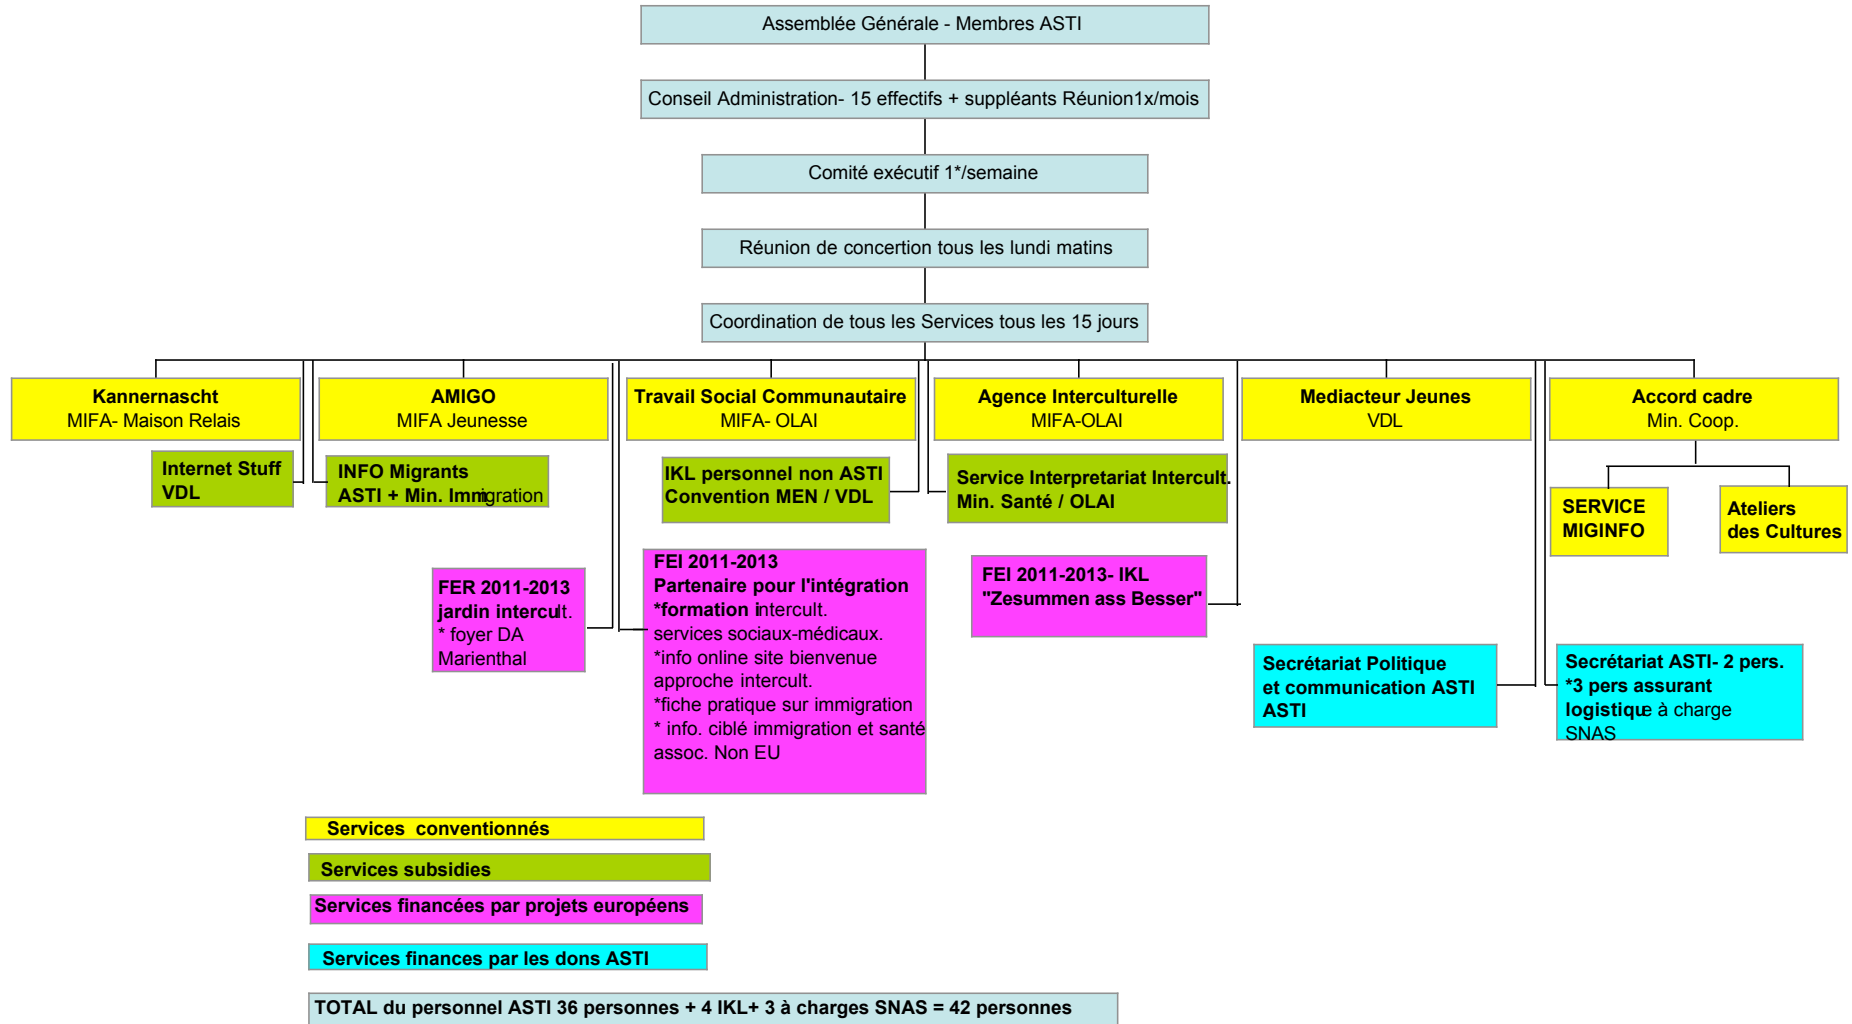 Assemblée Générale - Membres ASTI
Conseil Administration- 15 effectifs + suppléants Réunion1x/mois
Comité exécutif 1*/semaine
Réunion de concertion tous les lundi matins
Coordination de tous les Services tous les 15 jours
Kannernascht
MIFA- Maison Relais
AMIGO
MIFA Jeunesse
Travail Social Communautaire
MIFA- OLAI
Agence Interculturelle
MIFA-OLAI
Mediacteur Jeunes
VDL
Accord cadre
Min. Coop.
Internet Stuff
VDL
INFO Migrants
ASTI + Min. Immigration
IKL personnel non ASTI
Convention MEN / VDL
Service Interpretariat Intercult.
Min. Santé / OLAI
SERVICE
MIGINFO
Ateliers
des Cultures
FER 2011-2013
jardin intercult.
* foyer DA
Marienthal
FEI 2011-2013
Partenaire pour l'intégration
*formation intercult.
services sociaux-médicaux.
*info online site bienvenue
approche intercult.
*fiche pratique sur immigration
* info. ciblé immigration et santé
assoc. Non EU
FEI 2011-2013- IKL
"Zesummen ass Besser"
Secrétariat Politique
et communication ASTI
ASTI
Secrétariat ASTI- 2 pers.
*3 pers assurant
logistique à charge
SNAS
Services conventionnés
Services subsidies
Services financées par projets européens
Services finances par les dons ASTI
TOTAL du personnel ASTI 36 personnes + 4 IKL+ 3 à charges SNAS = 42 personnes